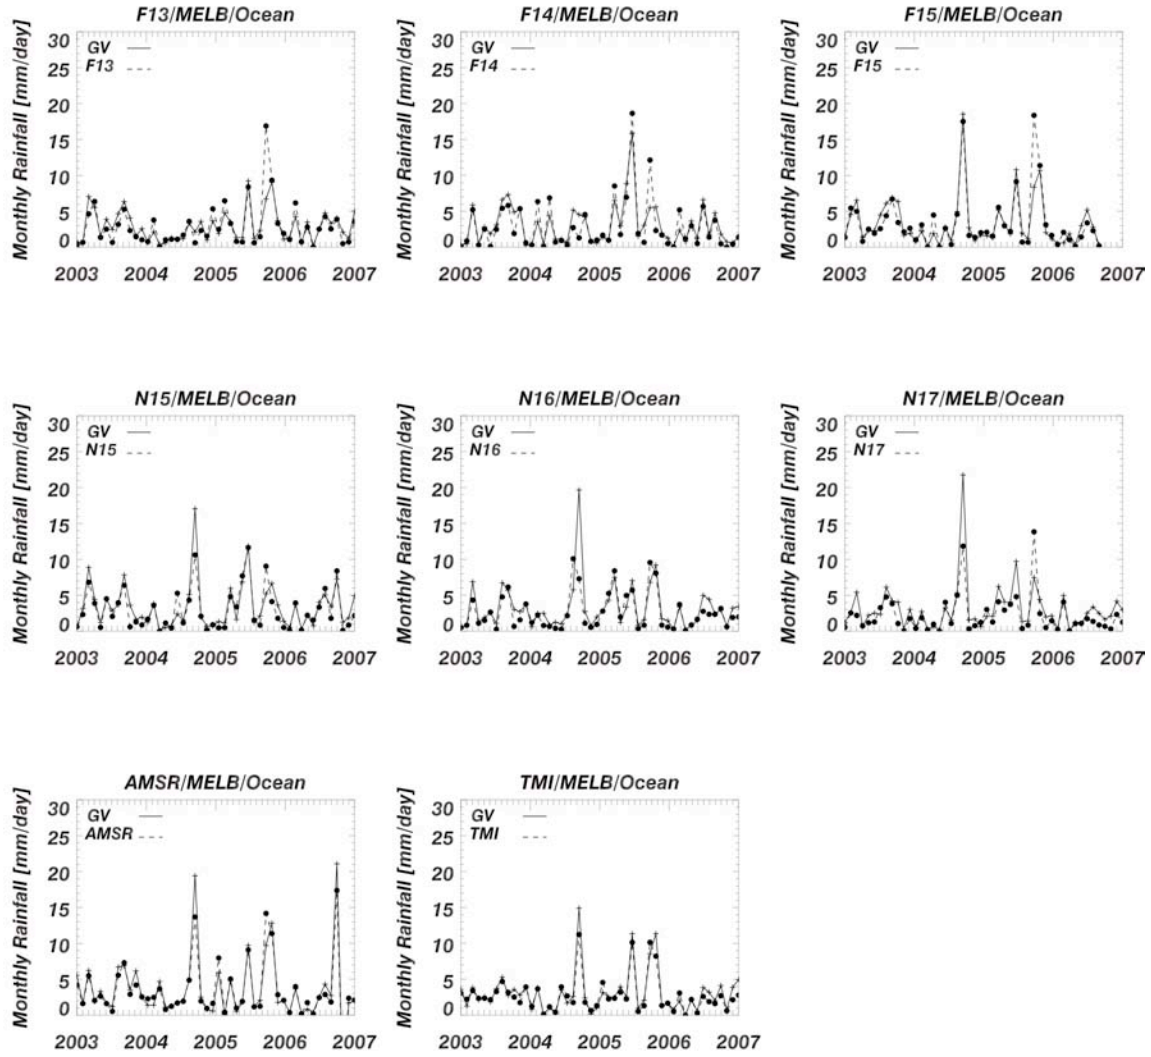 F13/MELB/Ocean
F14/MELB/Ocean
F15/MELB/Ocean
Monthly Rainfall [mm/day]
30
25
20
15
10
5
0
GV
F13
2003 2004 2005 2006 2007
Monthly Rainfall [mm/day]
30
25
20
15
10
5
0
GV
F14
2003 2004 2005 2006 2007
Monthly Rainfall [mm/day]
30
25
20
15
10
5
0
GV
F15
2003 2004 2005 2006 2007
N15/MELB/Ocean
N16/MELB/Ocean
N17/MELB/Ocean
Monthly Rainfall [mm/day]
30
25
20
15
10
5
0
GV
N15
2003 2004 2005 2006 2007
Monthly Rainfall [mm/day]
30
25
20
15
10
5
0
GV
N16
2003 2004 2005 2006 2007
Monthly Rainfall [mm/day]
30
25
20
15
10
5
0
GV
N17
2003 2004 2005 2006 2007
AMSR/MELB/Ocean
TMI/MELB/Ocean
Monthly Rainfall [mm/day]
30
25
20
15
10
5
0
GV
AMSR
2003 2004 2005 2006 2007
Monthly Rainfall [mm/day]
30
25
20
15
10
5
0
GV
TMI
2003 2004 2005 2006 2007